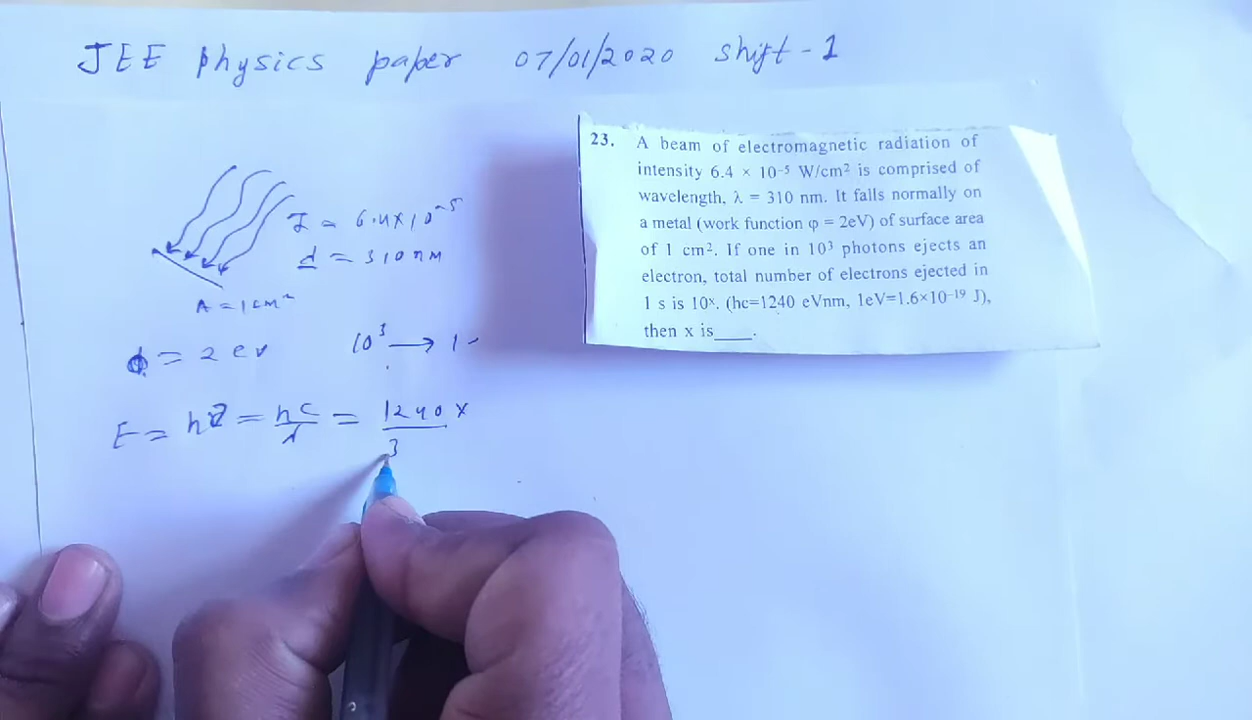 JEE physics paper 07/01/2020 shift-1
I = 6.4×10⁻⁵
λ = 310 nm
A = 1 cm²
ϕ = 2 ev
10³ → 1
E = hν = hc/λ = 1240 x / 3
23. A beam of electromagnetic radiation of
intensity 6.4 × 10⁻⁵ W/cm² is comprised of
wavelength, λ = 310 nm. It falls normally on
a metal (work function φ = 2eV) of surface area
of 1 cm². If one in 10³ photons ejects an
electron, total number of electrons ejected in
1 s is 10ˣ. (hc=1240 eVnm, 1eV=1.6×10⁻¹⁹ J),
then x is____.